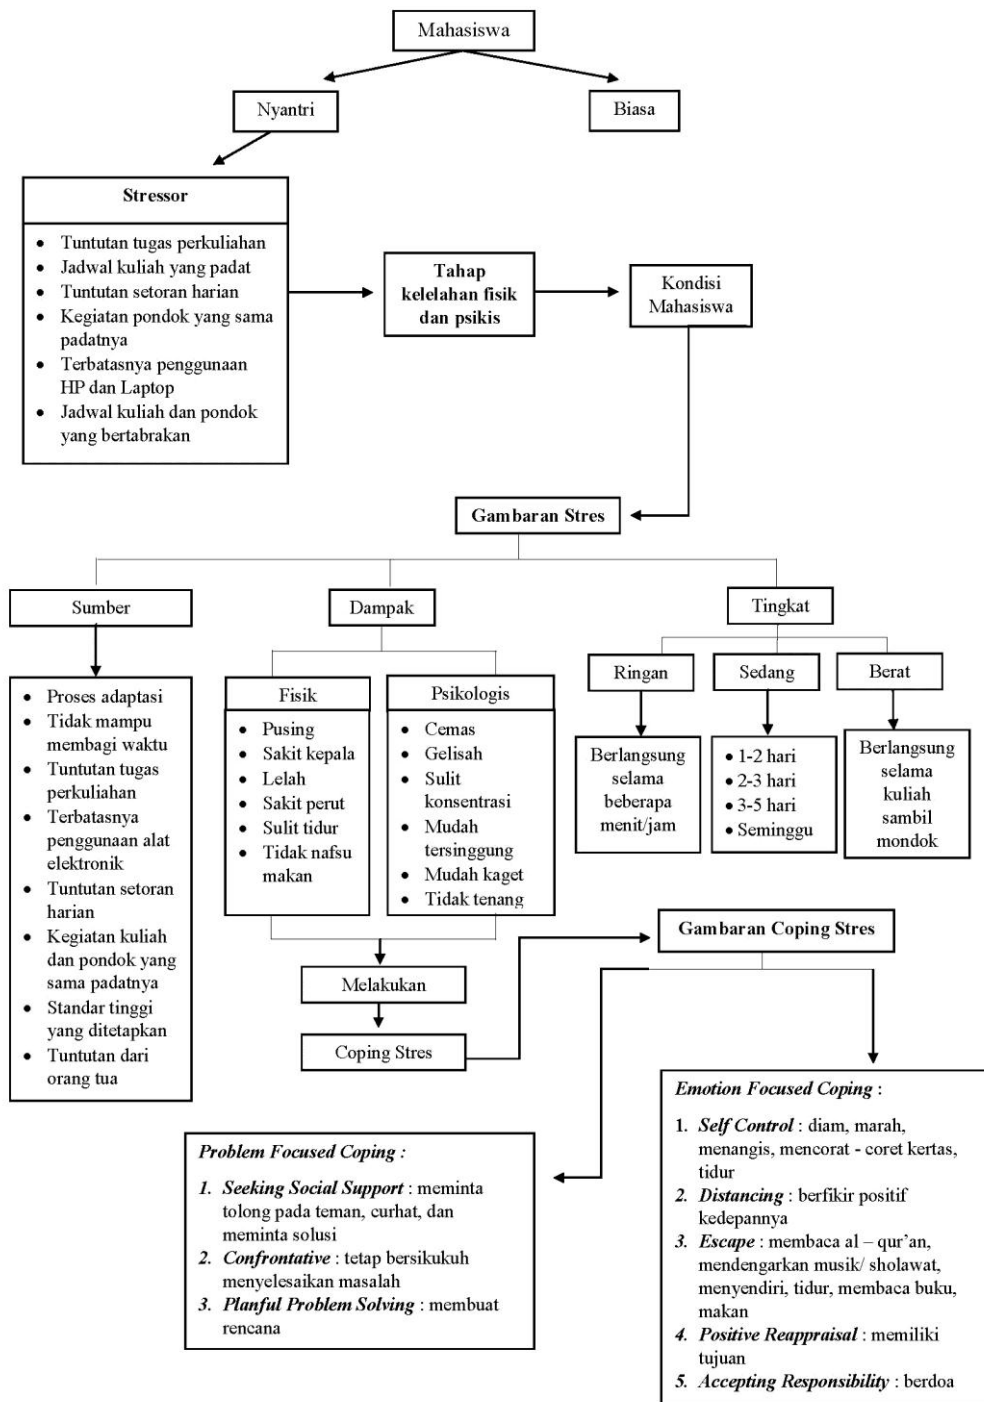 Mahasiswa
Nyantri
Biasa
Stressor
• Tuntutan tugas perkuliahan
• Jadwal kuliah yang padat
• Tuntutan setoran harian
• Kegiatan pondok yang sama
padatnya
• Terbatasnya penggunaan
HP dan Laptop
• Jadwal kuliah dan pondok
yang bertabrakan
Tahap
kelelahan fisik
dan psikis
Kondisi
Mahasiswa
Gambaran Stres
Sumber
• Proses adaptasi
• Tidak mampu
membagi waktu
• Tuntutan tugas
perkuliahan
• Terbatasnya
penggunaan alat
elektronik
• Tuntutan setoran
harian
• Kegiatan kuliah
dan pondok yang
sama padatnya
• Standar tinggi
yang ditetapkan
• Tuntutan dari
orang tua
Dampak
Fisik
• Pusing
• Sakit kepala
• Lelah
• Sakit perut
• Sulit tidur
• Tidak nafsu
makan
Psikologis
• Cemas
• Gelisah
• Sulit
konsentrasi
• Mudah
tersinggung
• Mudah kaget
• Tidak tenang
Tingkat
Ringan
Berlangsung
selama
beberapa
menit/jam
Sedang
• 1-2 hari
• 2-3 hari
• 3-5 hari
• Seminggu
Berat
Berlangsung
selama
kuliah
sambil
mondok
Melakukan
Coping Stres
Gambaran Coping Stres
Problem Focused Coping :
1. Seeking Social Support : meminta
tolong pada teman, curhat, dan
meminta solusi
2. Confrontative : tetap bersikukuh
menyelesaikan masalah
3. Planful Problem Solving : membuat
rencana
Emotion Focused Coping :
1. Self Control : diam, marah,
menangis, mencorat - coret kertas,
tidur
2. Distancing : berfikir positif
kedepannya
3. Escape : membaca al – qur’an,
mendengarkan musik/ sholawat,
menyendiri, tidur, membaca buku,
makan
4. Positive Reappraisal : memiliki
tujuan
5. Accepting Responsibility : berdoa